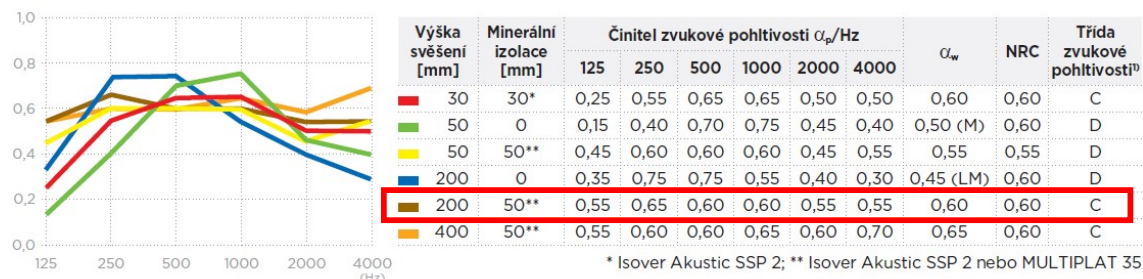 1,0
0,8
0,6
0,4
0,2
0,0
125 250 500 1000 2000 4000
(Hz)
Výška svěšení [mm] Minerální izolace [mm] Činitel zvukové pohltivosti αp/Hz αw NRC Třída zvukové pohltivosti¹⁾
125 250 500 1000 2000 4000
30 30* 0,25 0,55 0,65 0,65 0,50 0,50 0,60 0,60 C
50 0 0,15 0,40 0,70 0,75 0,45 0,40 0,50 (M) 0,60 D
50 50** 0,45 0,60 0,60 0,60 0,45 0,55 0,55 0,55 D
200 0 0,35 0,75 0,75 0,55 0,40 0,30 0,45 (LM) 0,60 D
200 50** 0,55 0,65 0,60 0,60 0,55 0,55 0,60 0,60 C
400 50** 0,55 0,60 0,60 0,65 0,60 0,70 0,65 0,65 C
* Isover Akustic SSP 2; ** Isover Akustic SSP 2 nebo MULTIPLAT 35